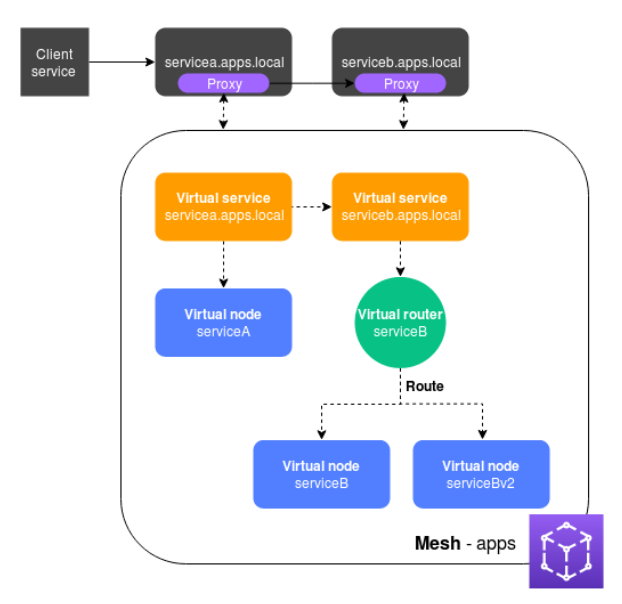 Client
service
servicea.apps.local
Proxy
serviceb.apps.local
Proxy
Virtual service
servicea.apps.local
Virtual service
serviceb.apps.local
Virtual node
serviceA
Virtual router
serviceB
Route
Virtual node
serviceB
Virtual node
serviceBv2
Mesh - apps